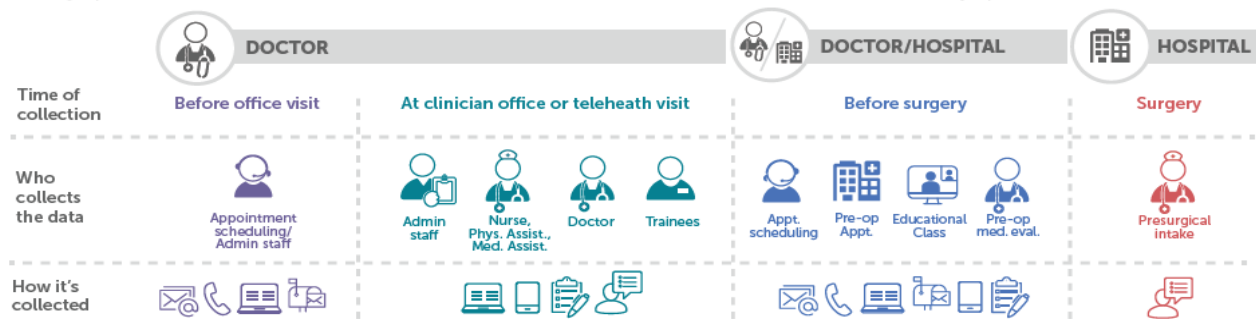 DOCTOR
DOCTOR/HOSPITAL
HOSPITAL
Time of
collection
Before office visit
At clinician office or teleheath visit
Before surgery
Surgery
Who
collects
the data
Appointment
scheduling/
Admin staff
Admin
staff
Nurse,
Phys. Assist.,
Med. Assist.
Doctor
Trainees
Appt.
scheduling
Pre-op
Appt.
Educational
Class
Pre-op
med. eval.
Presurgical
intake
How it's
collected